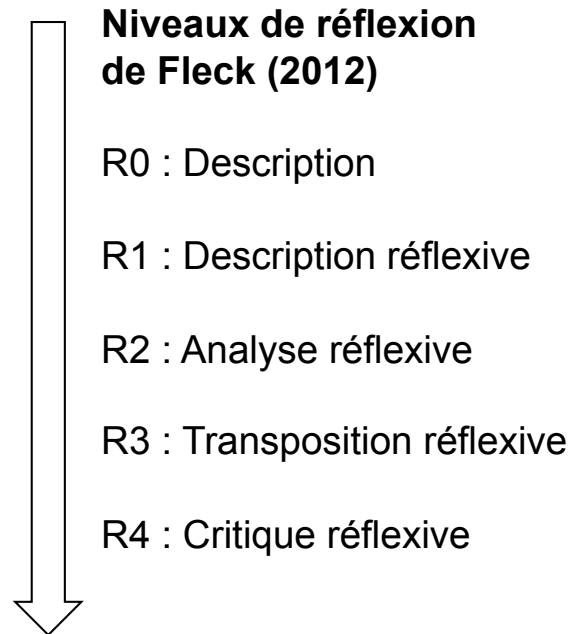 Niveaux de réflexion
de Fleck (2012)
R0 : Description
R1 : Description réflexive
R2 : Analyse réflexive
R3 : Transposition réflexive
R4 : Critique réflexive